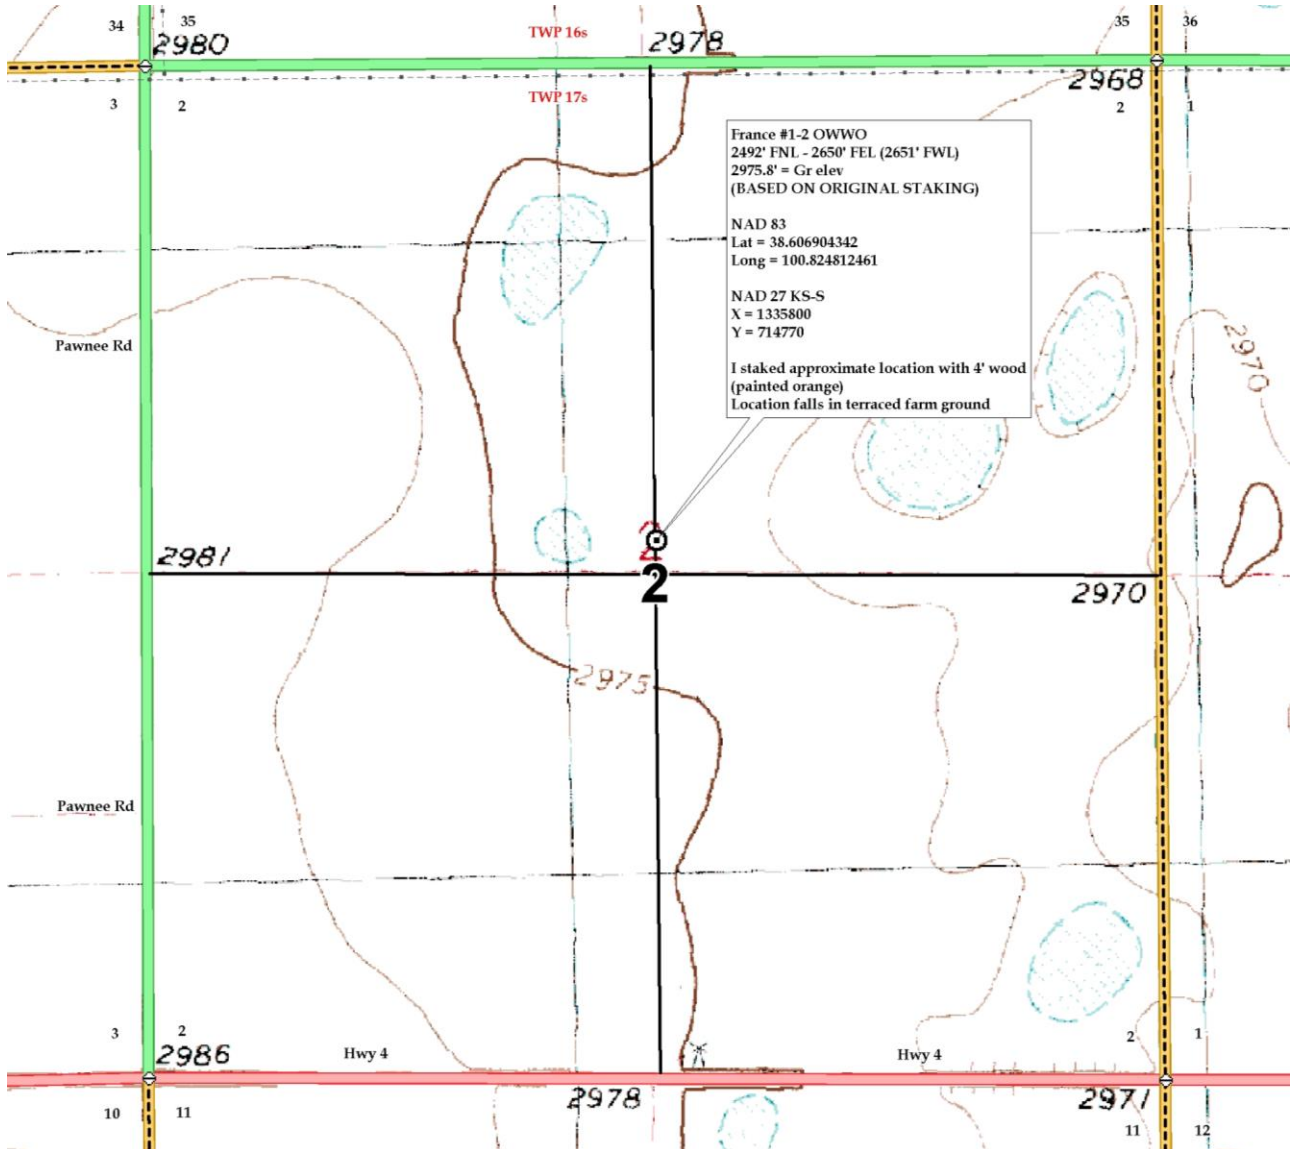 34 35 TWP 16s 35 36
2980 2978
2968
3 2 TWP 17s 2 1
France #1-2 OWWO
2492' FNL - 2650' FEL (2651' FWL)
2975.8' = Gr elev
(BASED ON ORIGINAL STAKING)
NAD 83
Lat = 38.606904342
Long = 100.824812461
NAD 27 KS-S
X = 1335800
Y = 714770
I staked approximate location with 4' wood
(painted orange)
Location falls in terraced farm ground
Pawnee Rd
2970
2
2981
2
2970
2975
Pawnee Rd
3 2 2 1
2986 Hwy 4 Hwy 4
2978 2971
10 11 11 12